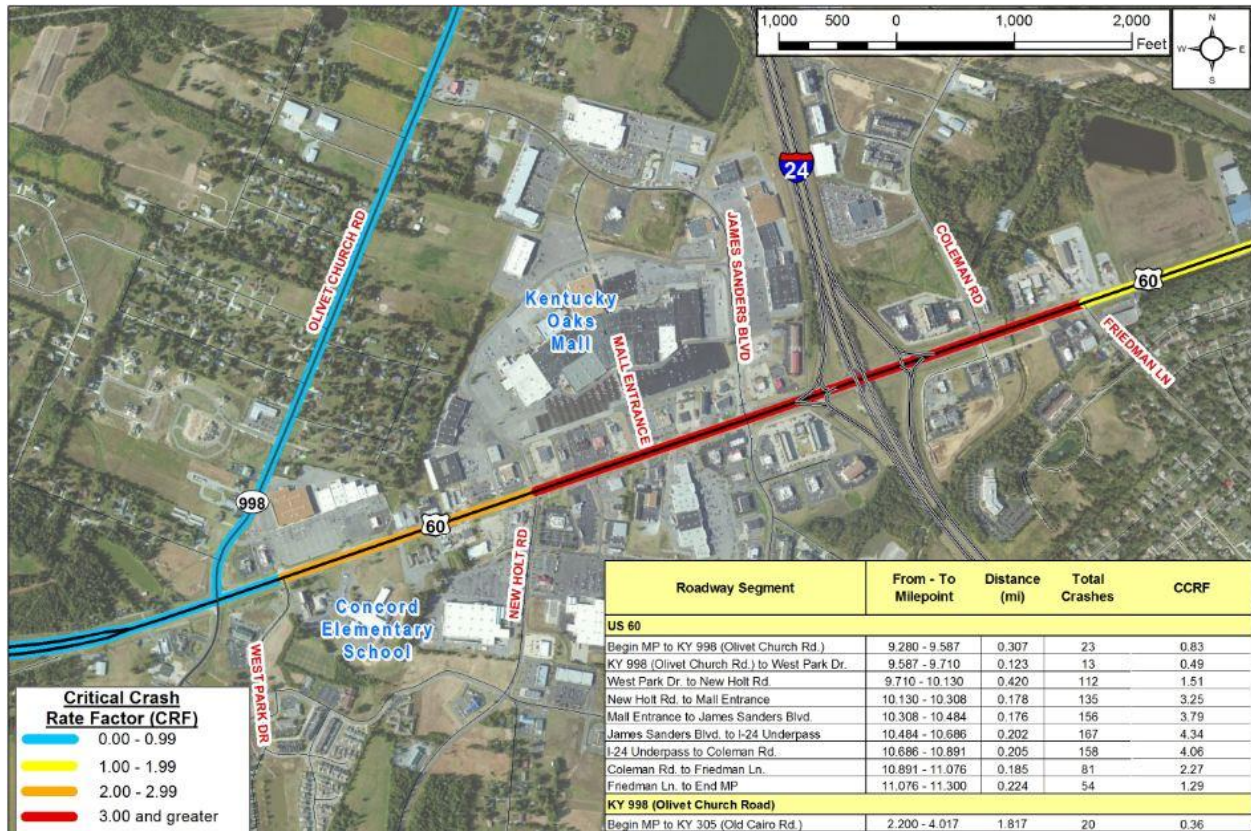 1,000 500 0 1,000 2,000
Feet
N
W E
S
24
OLIVET CHURCH RD
JAMES SANDERS BLVD
COLEMAN RD
60
Kentucky
Oaks
Mall
MALL ENTRANCE
FRIEDMAN LN
998
60
NEW HOLT RD
Concord
Elementary
School
WEST PARK DR
Critical Crash
Rate Factor (CRF)
0.00 - 0.99
1.00 - 1.99
2.00 - 2.99
3.00 and greater
Roadway Segment From - To Milepoint Distance (mi) Total Crashes CCRF
US 60
Begin MP to KY 998 (Olivet Church Rd.) 9.280 - 9.587 0.307 23 0.83
KY 998 (Olivet Church Rd.) to West Park Dr. 9.587 - 9.710 0.123 13 0.49
West Park Dr. to New Holt Rd. 9.710 - 10.130 0.420 112 1.51
New Holt Rd. to Mall Entrance 10.130 - 10.308 0.178 135 3.25
Mall Entrance to James Sanders Blvd. 10.308 - 10.484 0.176 156 3.79
James Sanders Blvd. to I-24 Underpass 10.484 - 10.686 0.202 167 4.34
I-24 Underpass to Coleman Rd. 10.686 - 10.891 0.205 158 4.06
Coleman Rd. to Friedman Ln. 10.891 - 11.076 0.185 81 2.27
Friedman Ln. to End MP 11.076 - 11.300 0.224 54 1.29
KY 998 (Olivet Church Road)
Begin MP to KY 305 (Old Cairo Rd.) 2.200 - 4.017 1.817 20 0.36